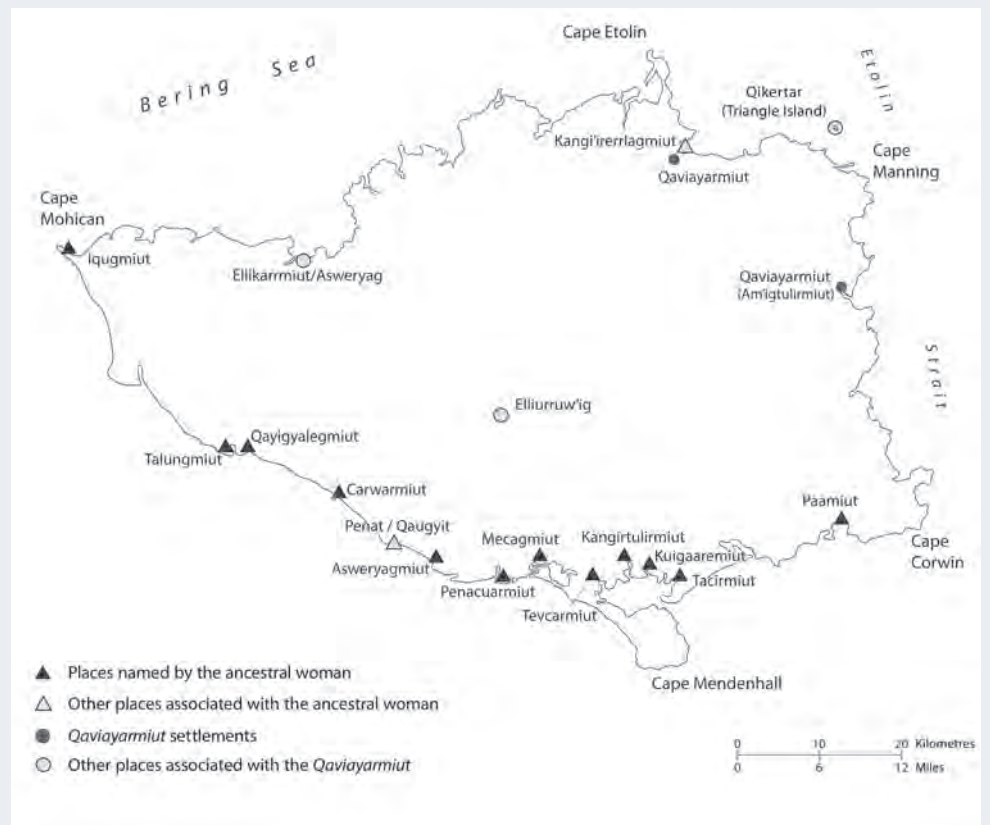 Cape Etolin
Bering Sea
Etolin
Qikertar
(Triangle Island)
Kangi'irerrlagmiut
Cape
Manning
Qaviayarmiut
Cape
Mohican
Iqugmiut
Ellikarrmiut/Asweryag
Qaviayarmiut
(Am'igtulirmiut)
Strait
Elliurruw'ig
Qayigyalegmiut
Talungmiut
Carwarmiut
Paamiut
Penat / Qaugyit
Mecagmiut
Kangirtulirmiut
Cape
Corwin
Kuigaaremiut
Asweryagmiut
Tacirmiut
Penacuarmiut
Tevcarmiut
Cape Mendenhall
Places named by the ancestral woman
Other places associated with the ancestral woman
Qaviayarmiut settlements
Other places associated with the Qaviayarmiut
0 10 20 Kilometres
0 6 12 Miles